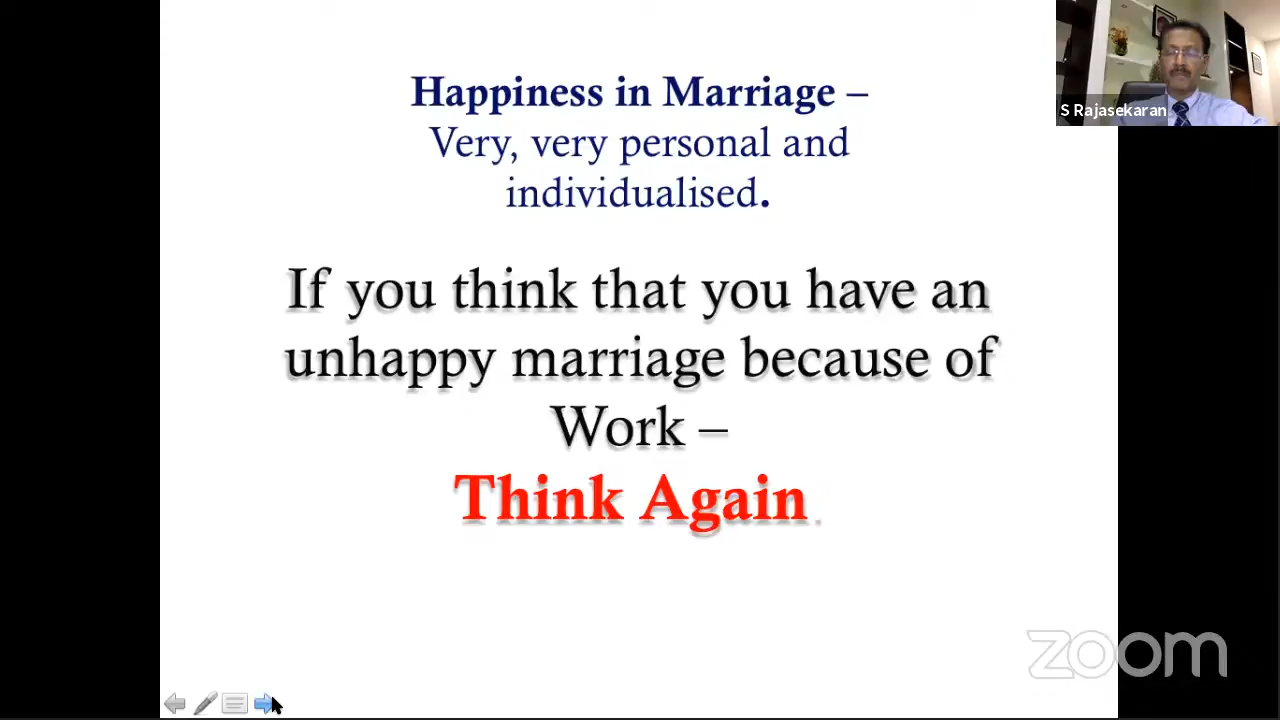 Happiness in Marriage –
Very, very personal and
individualised.
If you think that you have an
unhappy marriage because of
Work –
Think Again.
S Rajasekaran
zoom